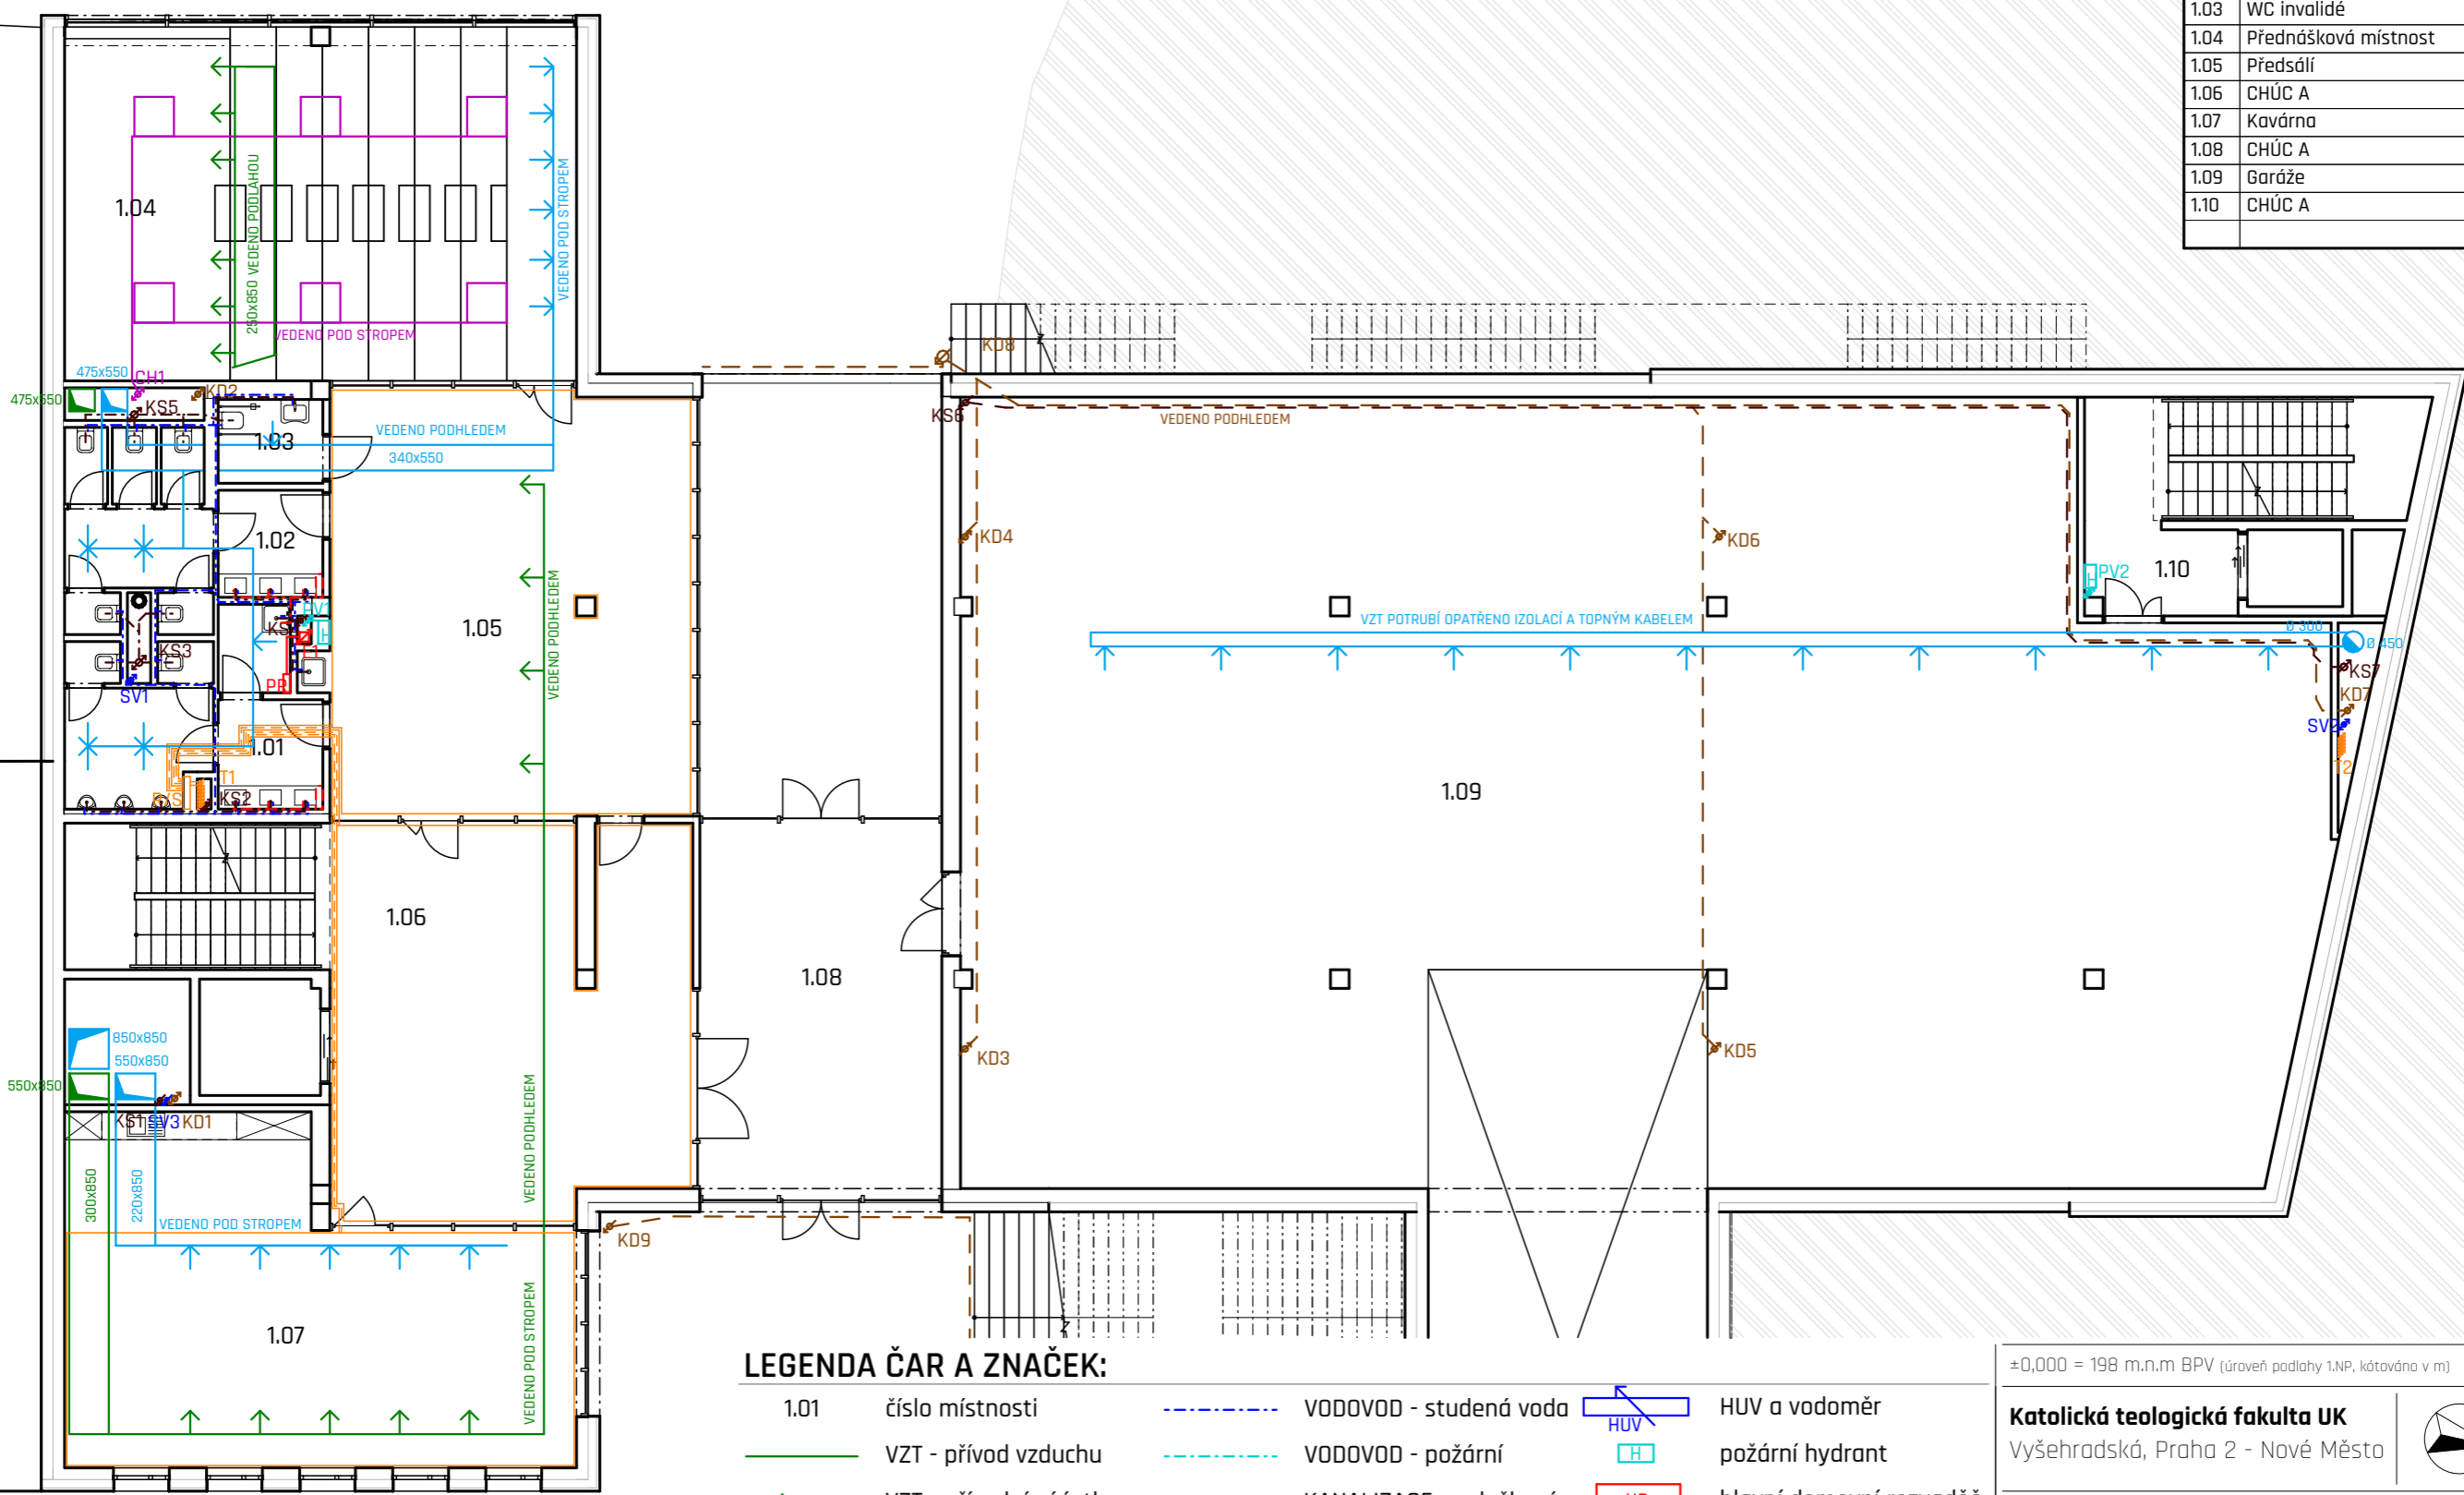 1.03 WC invalidé
1.04 Přednášková místnost
1.05 Předsálí
1.06 CHÚC A
1.07 Kavárna
1.08 CHÚC A
1.09 Garáže
1.10 CHÚC A
1.04
250x850 VEDENO PODLAHOU
VEDENO POD STROPEM
VEDENO POD STROPEM
475x550
CH1
KD2
475x550
KS5
1.03
VEDENO PODHLEDEM
340x550
KD8
KS6
VEDENO PODHLEDEM
1.02
KD4
KD6
PV2
H
1.10
PV1
H
1.05
VEDENO PODHLEDEM
VZT POTRUBÍ OPATŘENO IZOLACÍ A TOPNÝM KABELEM
Ø 300
Ø 450
KS3
PR
SV1
KS7
KD7
SV2
T2
1.01
T1
KS2
1.09
1.06
1.08
850x850
550x850
550x850
KD3
KD5
KS1 SV3 KD1
VEDENO PODHLEDEM
300x850
220x850
VEDENO POD STROPEM
KD9
VEDENO POD STROPEM
1.07
LEGENDA ČAR A ZNAČEK:
1.01 číslo místnosti
VODOVOD - studená voda
HUV
HUV a vodoměr
VZT - přívod vzduchu
VODOVOD - požární
H
požární hydrant
±0,000 = 198 m.n.m BPV (úroveň podlahy 1.NP, kótováno v m)
Katolická teologická fakulta UK
Vyšehradská, Praha 2 - Nové Město